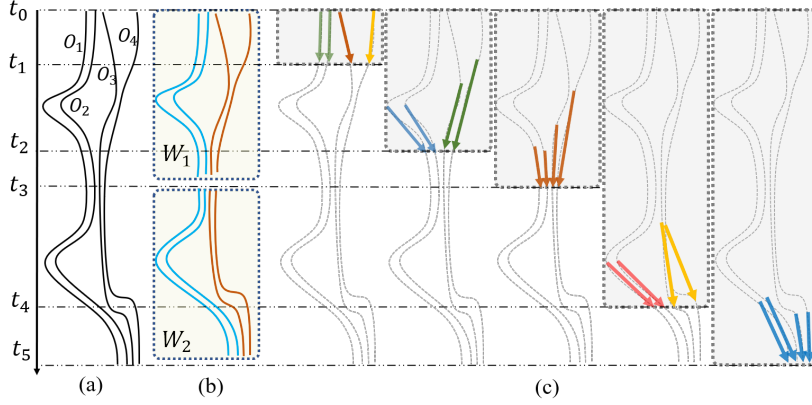 t₀
O₁ O₄
t₁
O₃
O₂
t₂
W₁
t₃
t₄
W₂
t₅
(a) (b) (c)